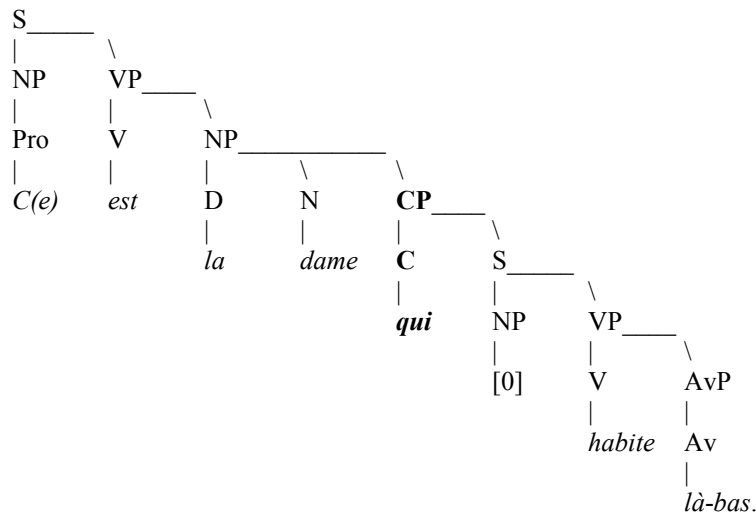 S
NP VP
Pro V NP
C(e) est D N CP
la dame C S
qui NP VP
[0] V AvP
habite Av
là-bas.